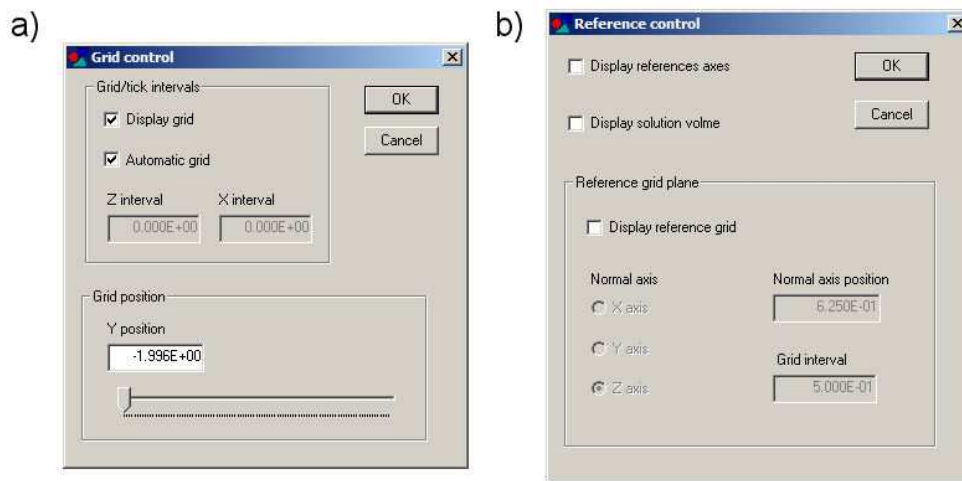 a)
Grid control
Grid/tick intervals
Display grid
Automatic grid
Z interval X interval
0.000E+00 0.000E+00
OK
Cancel
Grid position
Y position
-1.996E+00
b)
Reference control
Display references axes
Display solution volme
OK
Cancel
Reference grid plane
Display reference grid
Normal axis
X axis
Y axis
Z axis
Normal axis position
6.250E-01
Grid interval
5.000E-01